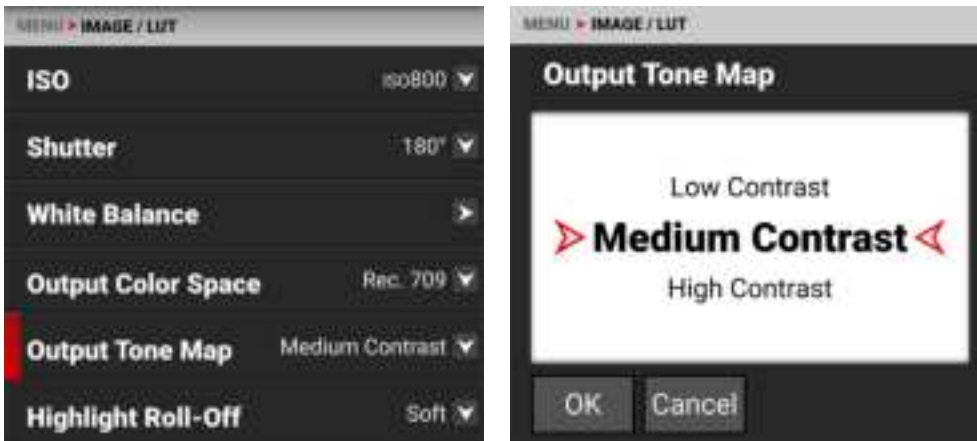 MENU > IMAGE / LUT
ISO iso800
Shutter 180°
White Balance
Output Color Space Rec. 709
Output Tone Map Medium Contrast
Highlight Roll-Off Soft
MENU > IMAGE / LUT
Output Tone Map
Low Contrast
Medium Contrast
High Contrast
OK Cancel